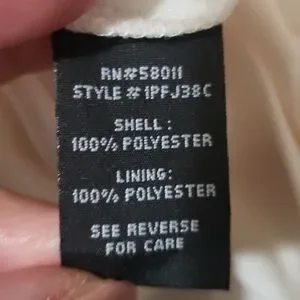 RN#58011
STYLE #1PFJ38C
SHELL:
100% POLYESTER
LINING:
100% POLYESTER
SEE REVERSE
FOR CARE